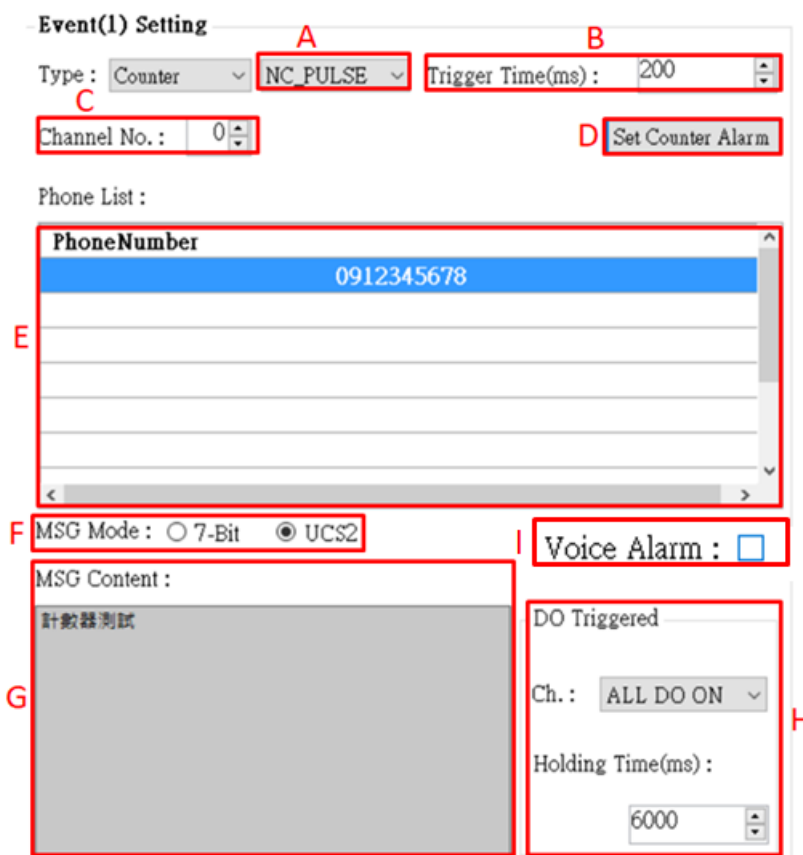 Event(1) Setting
A
B
Type : Counter NC_PULSE Trigger Time(ms) : 200
C
Channel No. : 0 D Set Counter Alarm
Phone List :
PhoneNumber
0912345678
E
F MSG Mode : 7-Bit UCS2 I Voice Alarm :
MSG Content :
計數器測試
DO Triggered
G Ch. : ALL DO ON H
Holding Time(ms) :
6000